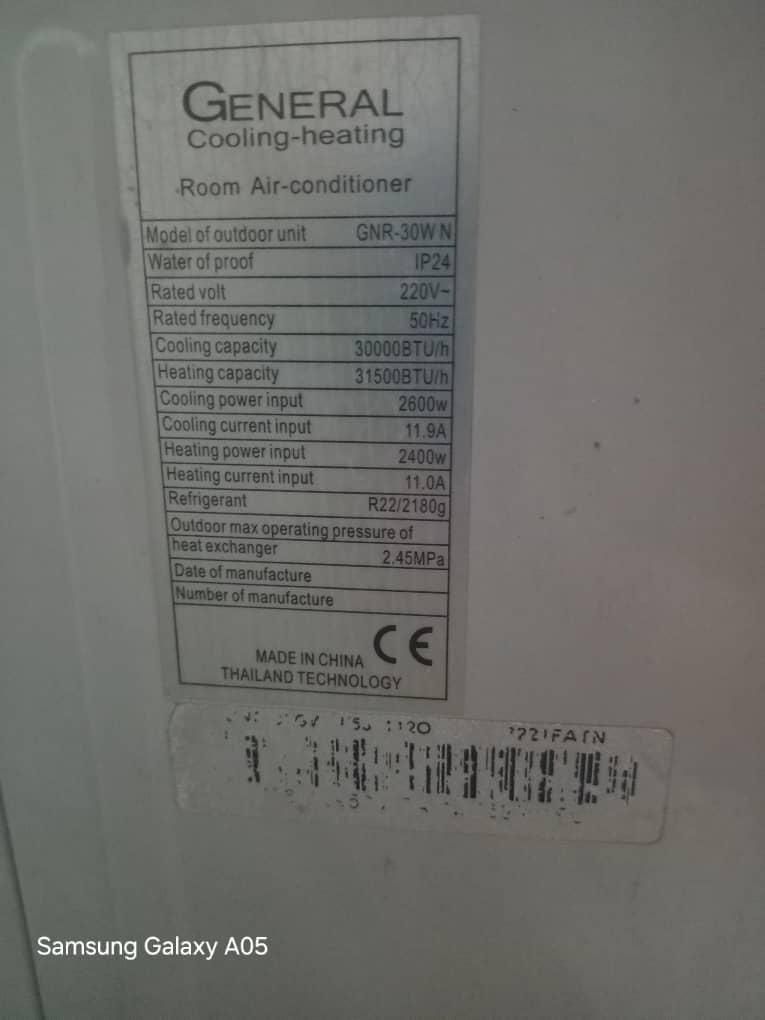 GENERAL
Cooling-heating
Room Air-conditioner
Model of outdoor unit GNR-30W N
Water of proof IP24
Rated volt 220V~
Rated frequency 50Hz
Cooling capacity 30000BTU/h
Heating capacity 31500BTU/h
Cooling power input 2600w
Cooling current input 11.9A
Heating power input 2400w
Heating current input 11.0A
Refrigerant R22/2180g
Outdoor max operating pressure of
heat exchanger 2.45MPa
Date of manufacture
Number of manufacture
CE
MADE IN CHINA
THAILAND TECHNOLOGY
Samsung Galaxy A05